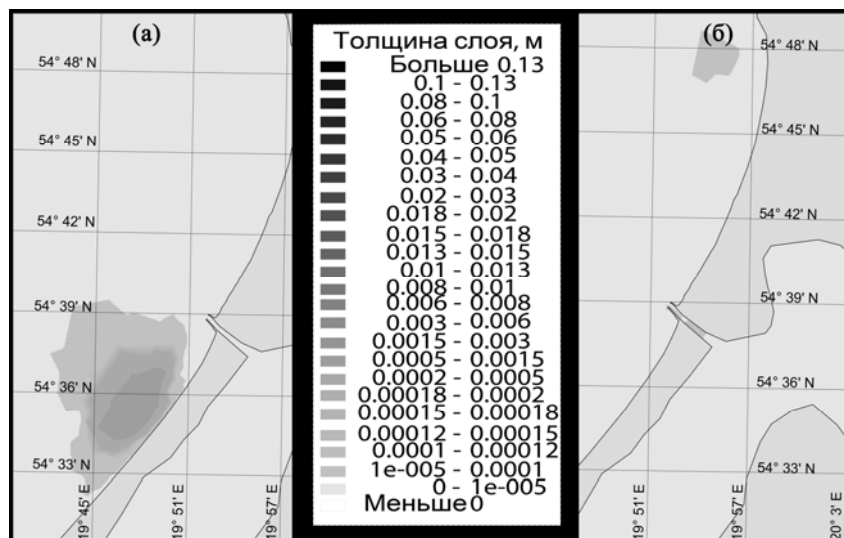 (а)
54° 48' N
54° 45' N
54° 42' N
54° 39' N
54° 36' N
54° 33' N
19° 45' E
19° 51' E
19° 57' E
Толщина слоя, м
Больше 0.13
0.1 - 0.13
0.08 - 0.1
0.06 - 0.08
0.05 - 0.06
0.04 - 0.05
0.03 - 0.04
0.02 - 0.03
0.018 - 0.02
0.015 - 0.018
0.013 - 0.015
0.01 - 0.013
0.008 - 0.01
0.006 - 0.008
0.003 - 0.006
0.0015 - 0.003
0.0005 - 0.0015
0.0002 - 0.0005
0.00018 - 0.0002
0.00015 - 0.00018
0.00012 - 0.00015
0.0001 - 0.00012
1e-005 - 0.0001
0 - 1e-005
Меньше 0
(б)
54° 48' N
54° 45' N
54° 42' N
54° 39' N
54° 36' N
54° 33' N
19° 51' E
19° 57' E
20° 3' E